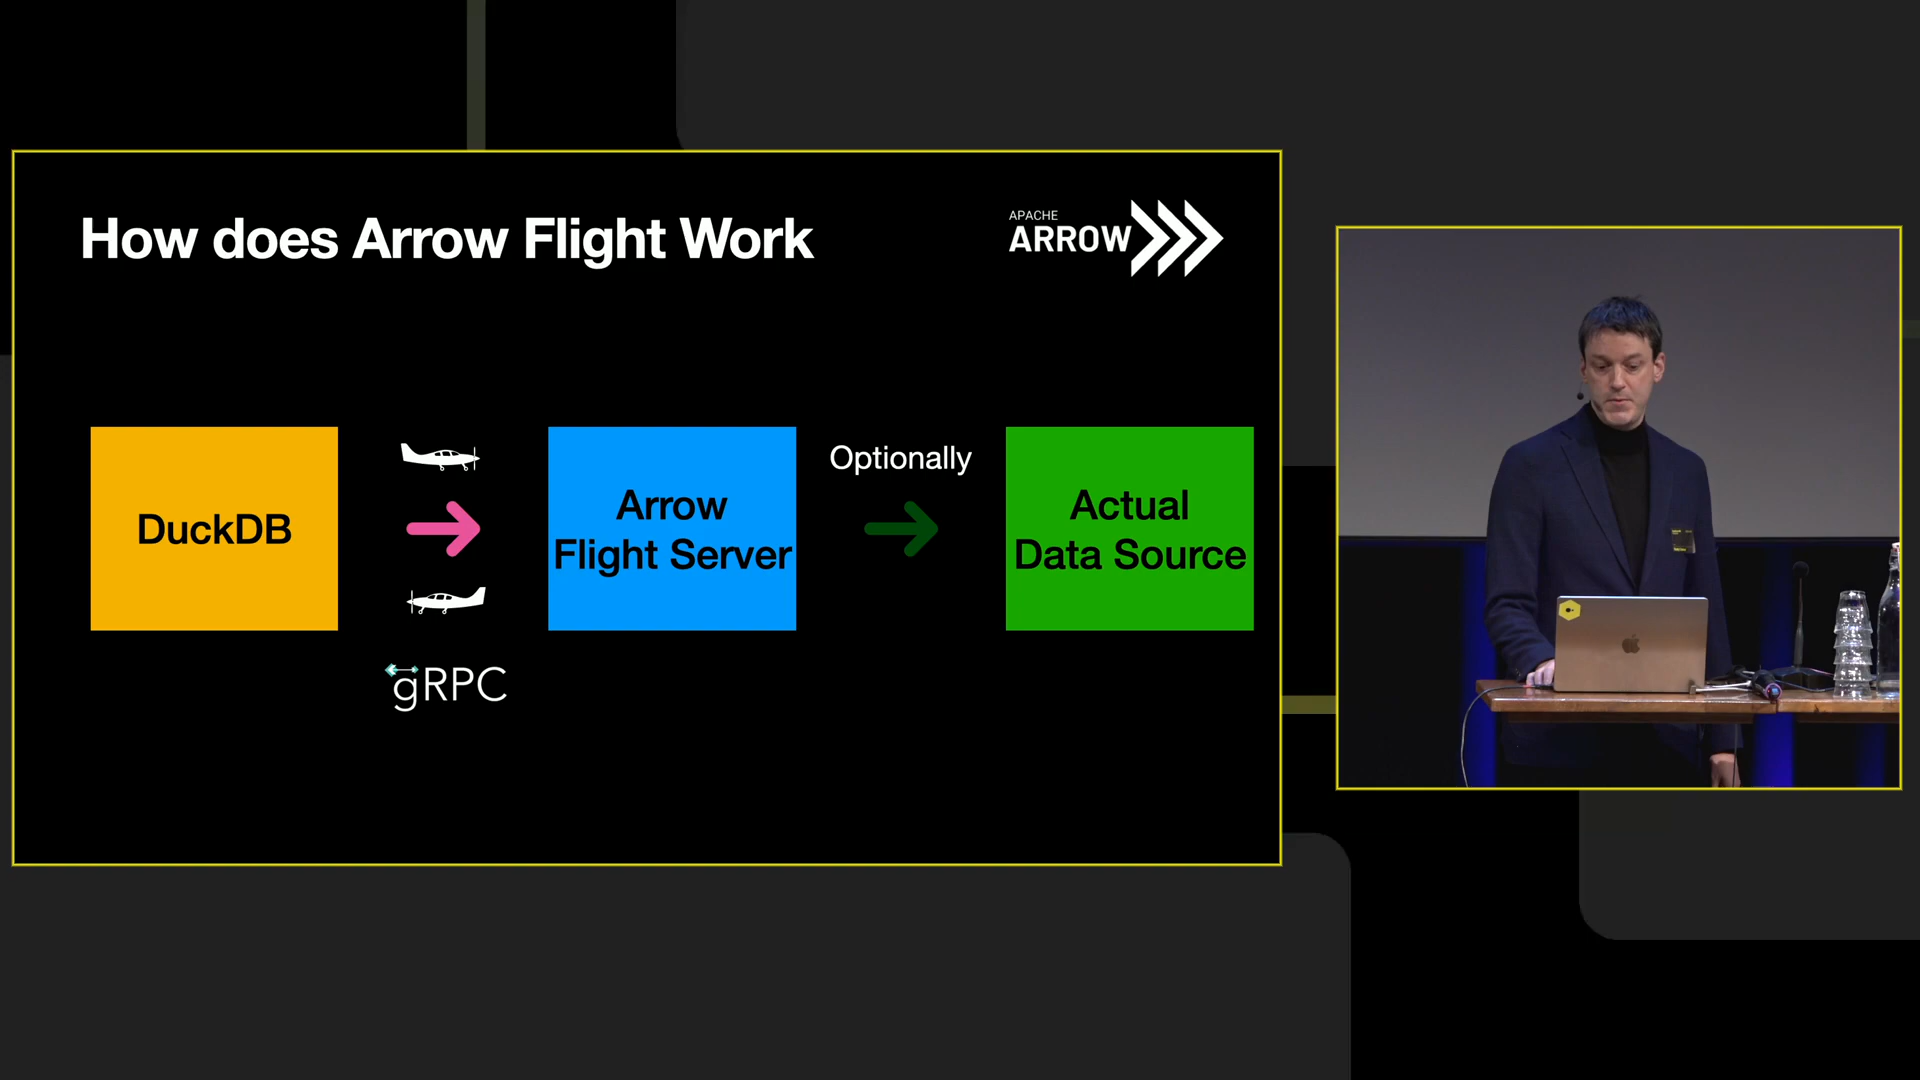 How does Arrow Flight Work
APACHE
ARROW
DuckDB
gRPC
Arrow
Flight Server
Optionally
Actual
Data Source